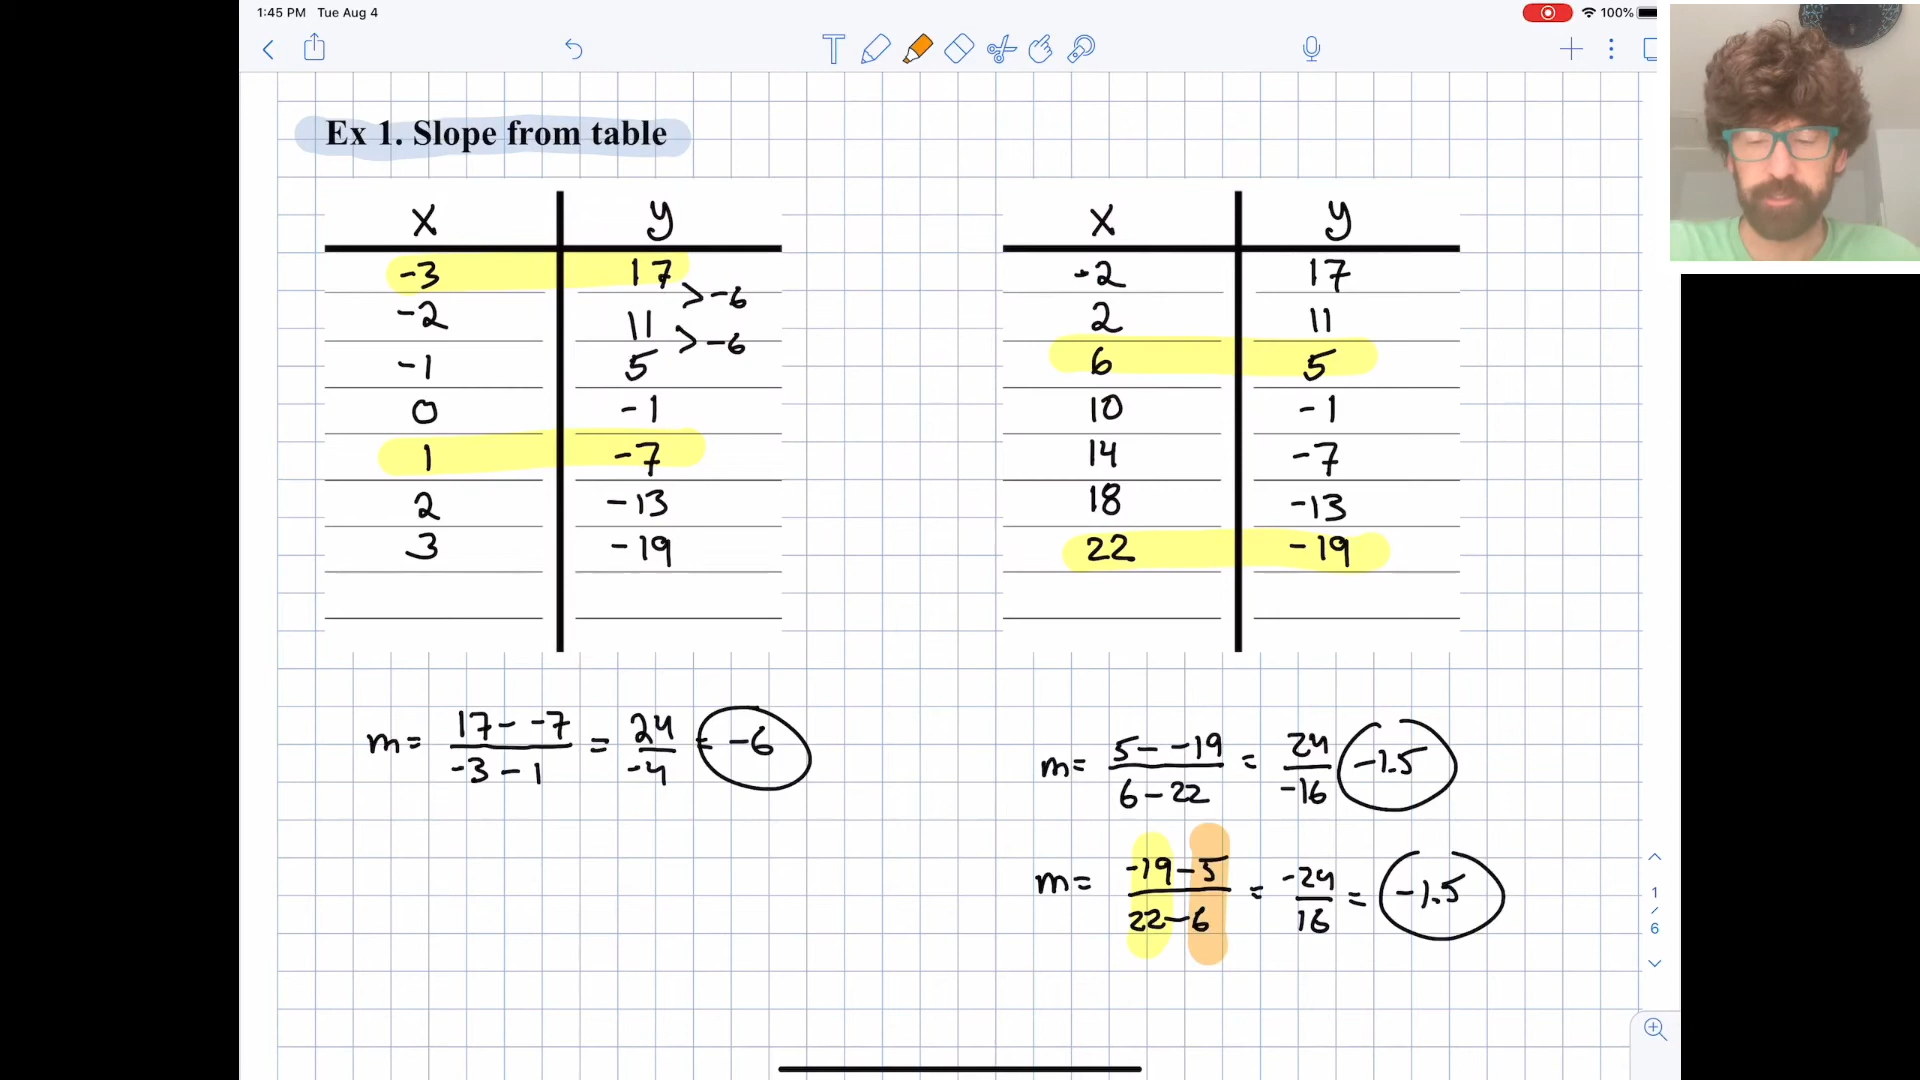 1:45 PM Tue Aug 4
100%
T
Ex 1. Slope from table
x y
-3 17
> -6
-2 11
> -6
-1 5
0 -1
1 -7
2 -13
3 -19
m = 17 - -7 / -3 - 1 = 24 / -4 = -6
x y
-2 17
2 11
6 5
10 -1
14 -7
18 -13
22 -19
m = 5 - -19 / 6 - 22 = 24 / -16 -1.5
m = -19 - 5 / 22 - 6 = -24 / 16 = -1.5
1
/
6